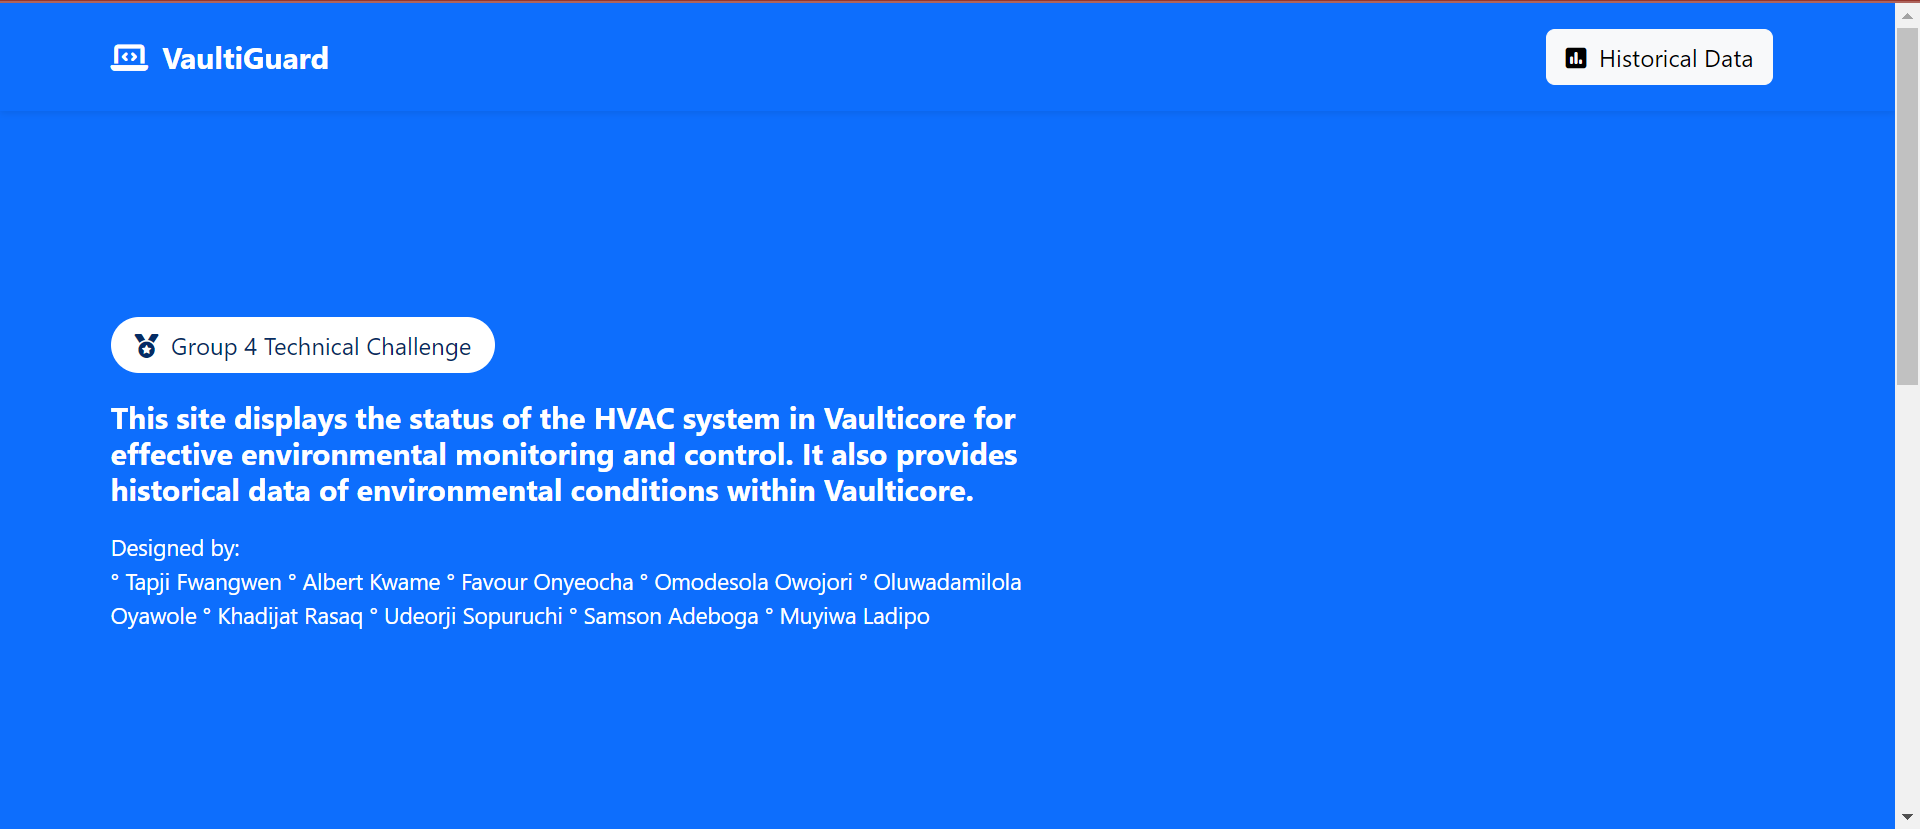 VaultiGuard
Historical Data
Group 4 Technical Challenge
This site displays the status of the HVAC system in Vaulticore for
effective environmental monitoring and control. It also provides
historical data of environmental conditions within Vaulticore.
Designed by:
° Tapji Fwangwen ° Albert Kwame ° Favour Onyeocha ° Omodesola Owojori ° Oluwadamilola
Oyawole ° Khadijat Rasaq ° Udeorji Sopuruchi ° Samson Adeboga ° Muyiwa Ladipo